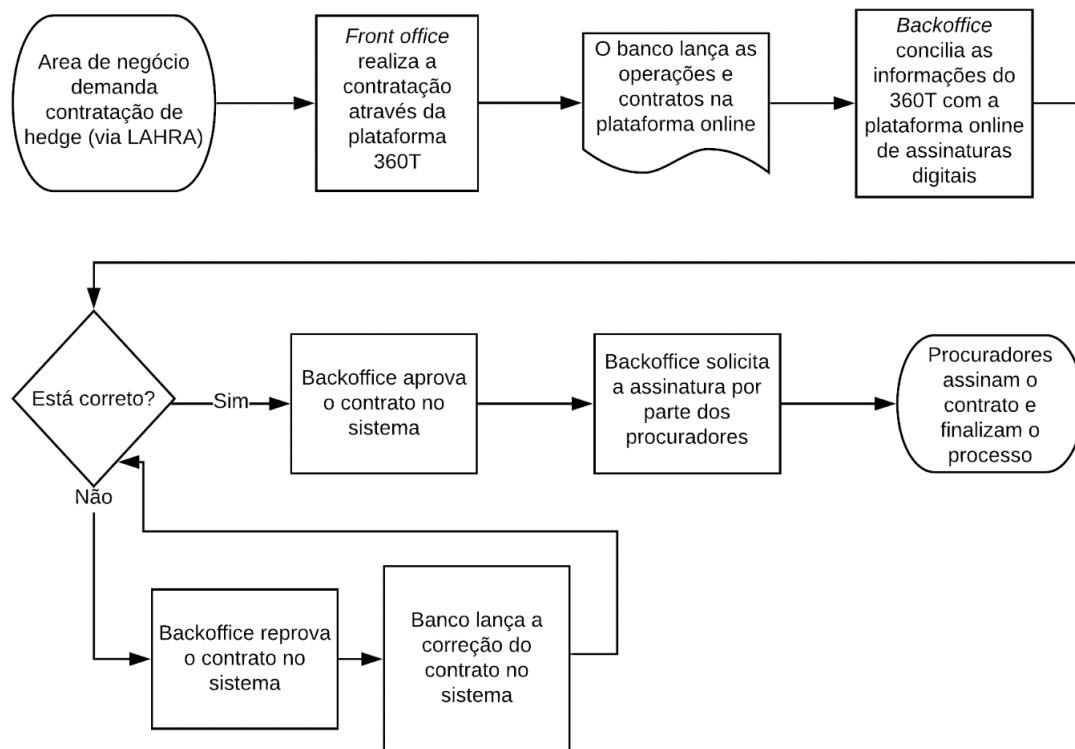 Area de negócio
demanda
contratação de
hedge (via LAHRA)
Front office
realiza a
contratação
através da
plataforma
360T
O banco lança as
operações e
contratos na
plataforma online
Backoffice
concilia as
informações do
360T com a
plataforma online
de assinaturas
digitais
Está correto?
Sim
Backoffice aprova
o contrato no
sistema
Backoffice solicita
a assinatura por
parte dos
procuradores
Procuradores
assinam o
contrato e
finalizam o
processo
Não
Backoffice reprova
o contrato no
sistema
Banco lança a
correção do
contrato no
sistema